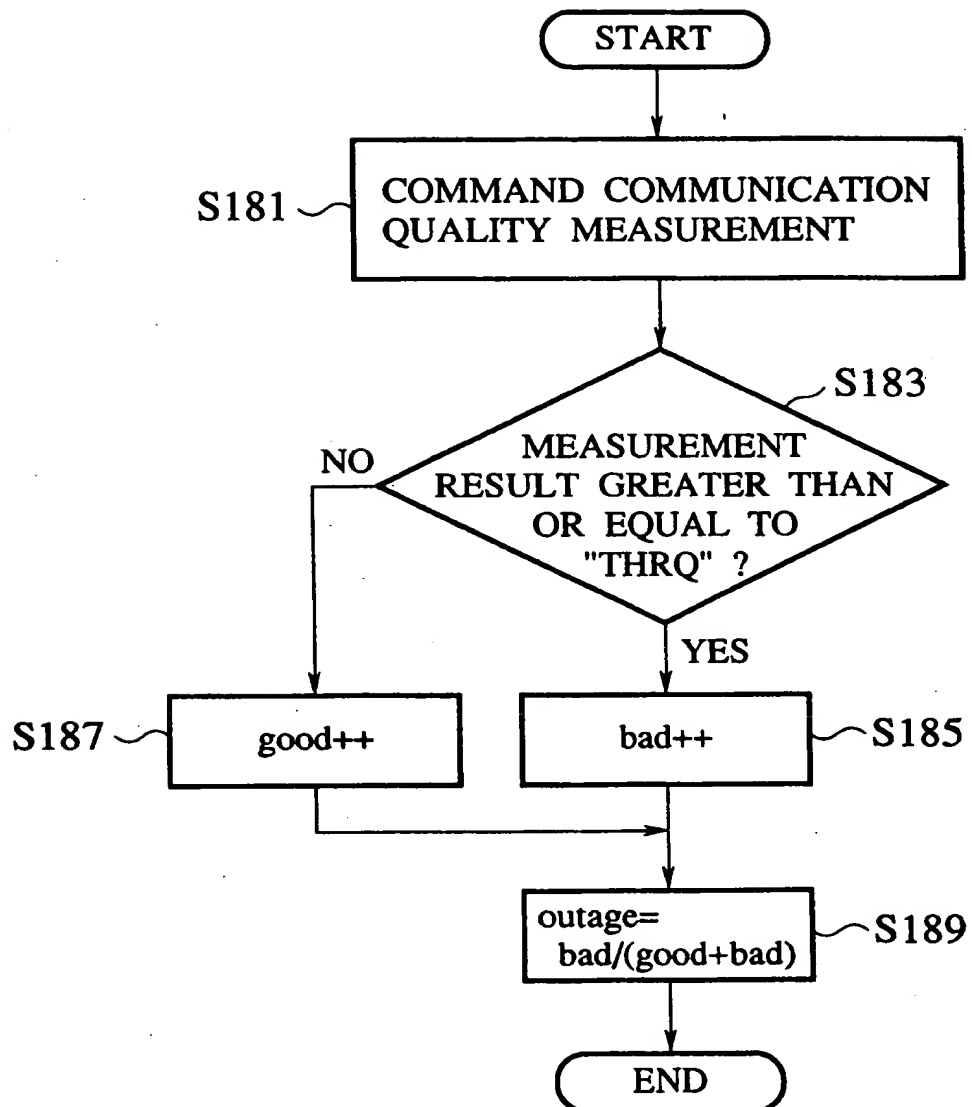 START
S181
COMMAND COMMUNICATION
QUALITY MEASUREMENT
S183
MEASUREMENT
RESULT GREATER THAN
OR EQUAL TO
"THRQ" ?
NO
YES
S187
good++
bad++
S185
outage=
bad/(good+bad)
S189
END